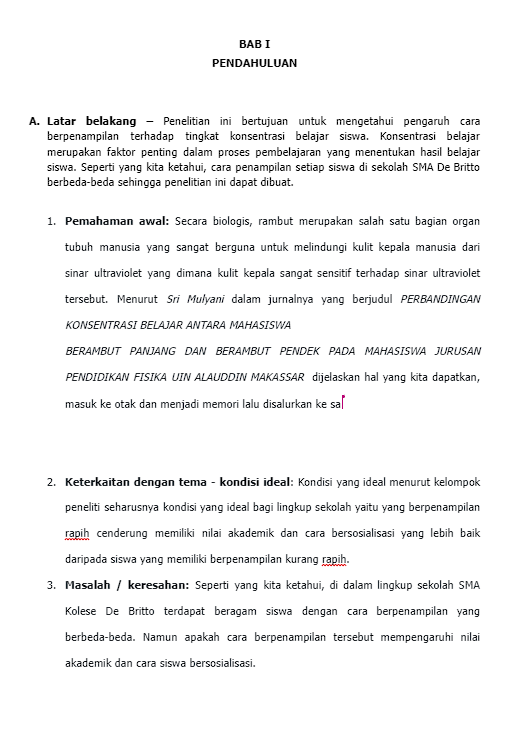 BAB I
PENDAHULUAN
A. Latar belakang – Penelitian ini bertujuan untuk mengetahui pengaruh cara
berpenampilan terhadap tingkat konsentrasi belajar siswa. Konsentrasi belajar
merupakan faktor penting dalam proses pembelajaran yang menentukan hasil belajar
siswa. Seperti yang kita ketahui, cara penampilan setiap siswa di sekolah SMA De Britto
berbeda-beda sehingga penelitian ini dapat dibuat.
1. Pemahaman awal: Secara biologis, rambut merupakan salah satu bagian organ
tubuh manusia yang sangat berguna untuk melindungi kulit kepala manusia dari
sinar ultraviolet yang dimana kulit kepala sangat sensitif terhadap sinar ultraviolet
tersebut. Menurut Sri Mulyani dalam jurnalnya yang berjudul PERBANDINGAN
KONSENTRASI BELAJAR ANTARA MAHASISWA
BERAMBUT PANJANG DAN BERAMBUT PENDEK PADA MAHASISWA JURUSAN
PENDIDIKAN FISIKA UIN ALAUDDIN MAKASSAR dijelaskan hal yang kita dapatkan,
masuk ke otak dan menjadi memori lalu disalurkan ke sa
2. Keterkaitan dengan tema - kondisi ideal: Kondisi yang ideal menurut kelompok
peneliti seharusnya kondisi yang ideal bagi lingkup sekolah yaitu yang berpenampilan
rapih cenderung memiliki nilai akademik dan cara bersosialisasi yang lebih baik
daripada siswa yang memiliki berpenampilan kurang rapih.
3. Masalah / keresahan: Seperti yang kita ketahui, di dalam lingkup sekolah SMA
Kolese De Britto terdapat beragam siswa dengan cara berpenampilan yang
berbeda-beda. Namun apakah cara berpenampilan tersebut mempengaruhi nilai
akademik dan cara siswa bersosialisasi.